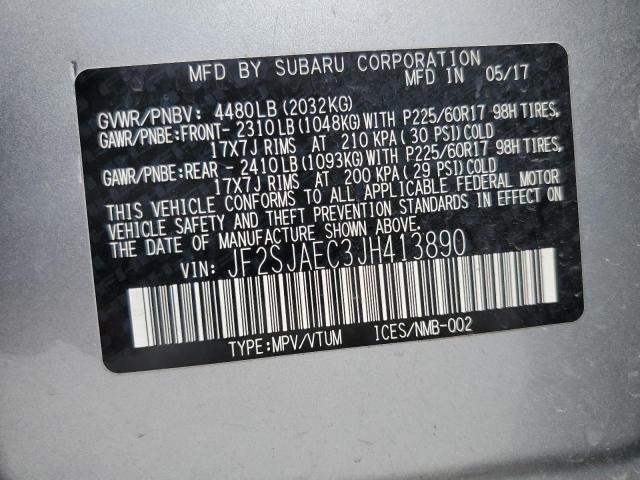 MFD BY SUBARU CORPORATION
MFD IN 05/17
GVWR/PNBV: 4480LB (2032KG)
GAWR/PNBE:FRONT- 2310LB (1048KG)WITH P225/60R17 98H TIRES,
17X7J RIMS AT 210 KPA (30 PSI)COLD
GAWR/PNBE:REAR - 2410LB (1093KG)WITH P225/60R17 98H TIRES,
17X7J RIMS AT 200 KPA (29 PSI)COLD
THIS VEHICLE CONFORMS TO ALL APPLICABLE FEDERAL MOTOR
VEHICLE SAFETY AND THEFT PREVENTION STANDARDS IN EFFECT ON THE
DATE OF MANUFACTURE SHOWN ABOVE.
VIN: JF2SJAEC3JH413890
TYPE:MPV/VTUM ICES/NMB-002